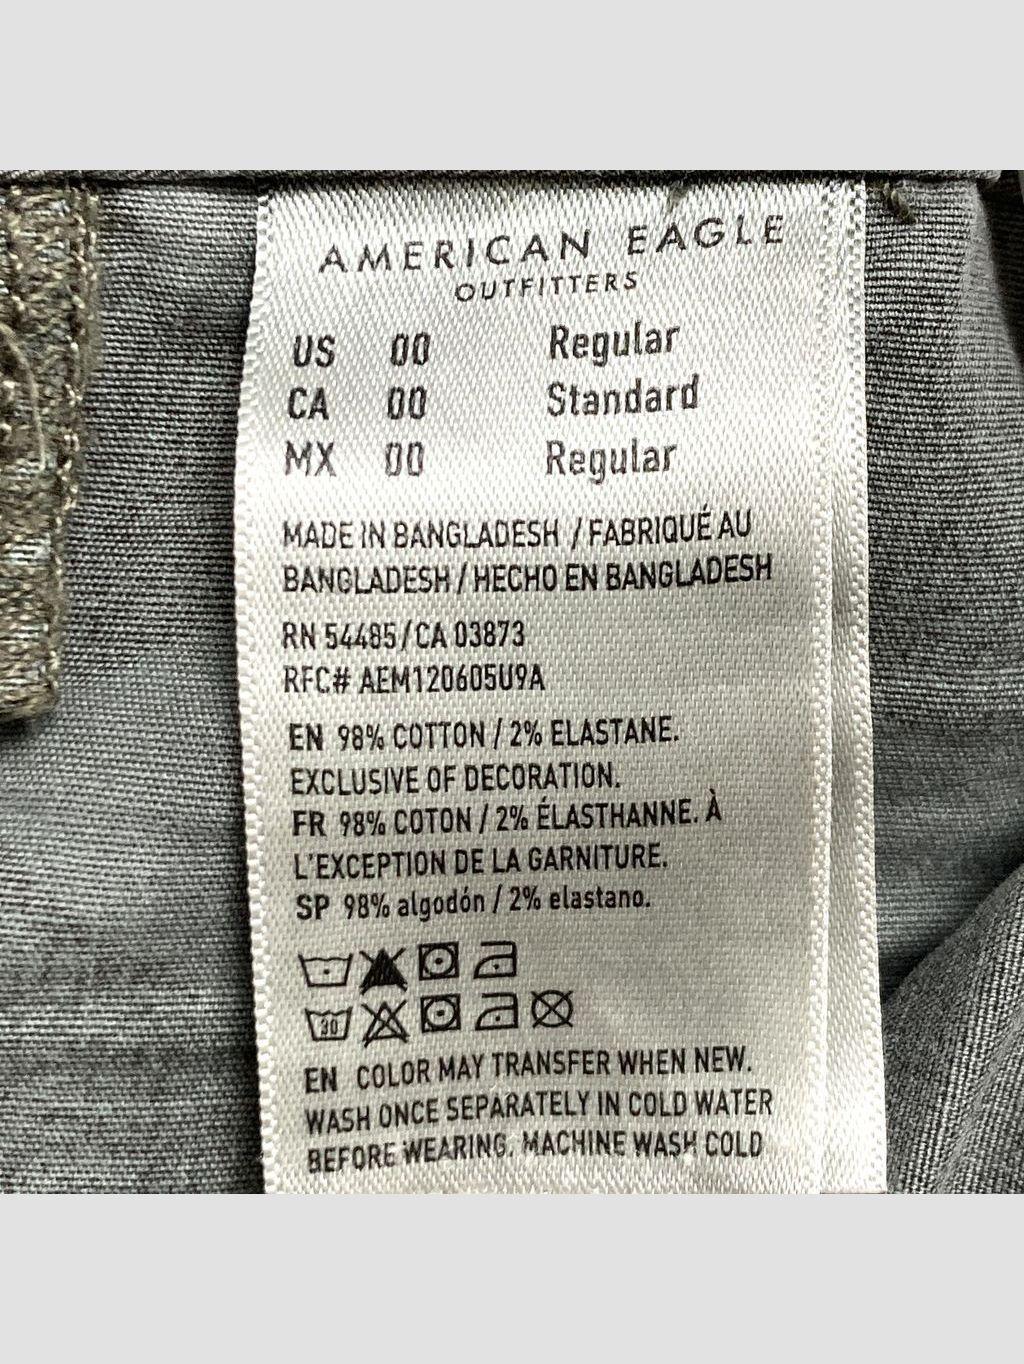 AMERICAN EAGLE
OUTFITTERS
US 00 Regular
CA 00 Standard
MX 00 Regular
MADE IN BANGLADESH / FABRIQUÉ AU
BANGLADESH / HECHO EN BANGLADESH
RN 54485/CA 03873
RFC# AEM120605U9A
EN 98% COTTON / 2% ELASTANE.
EXCLUSIVE OF DECORATION.
FR 98% COTON / 2% ÉLASTHANNE. À
L'EXCEPTION DE LA GARNITURE.
SP 98% algodón / 2% elastano.
30
EN COLOR MAY TRANSFER WHEN NEW.
WASH ONCE SEPARATELY IN COLD WATER
BEFORE WEARING. MACHINE WASH COLD